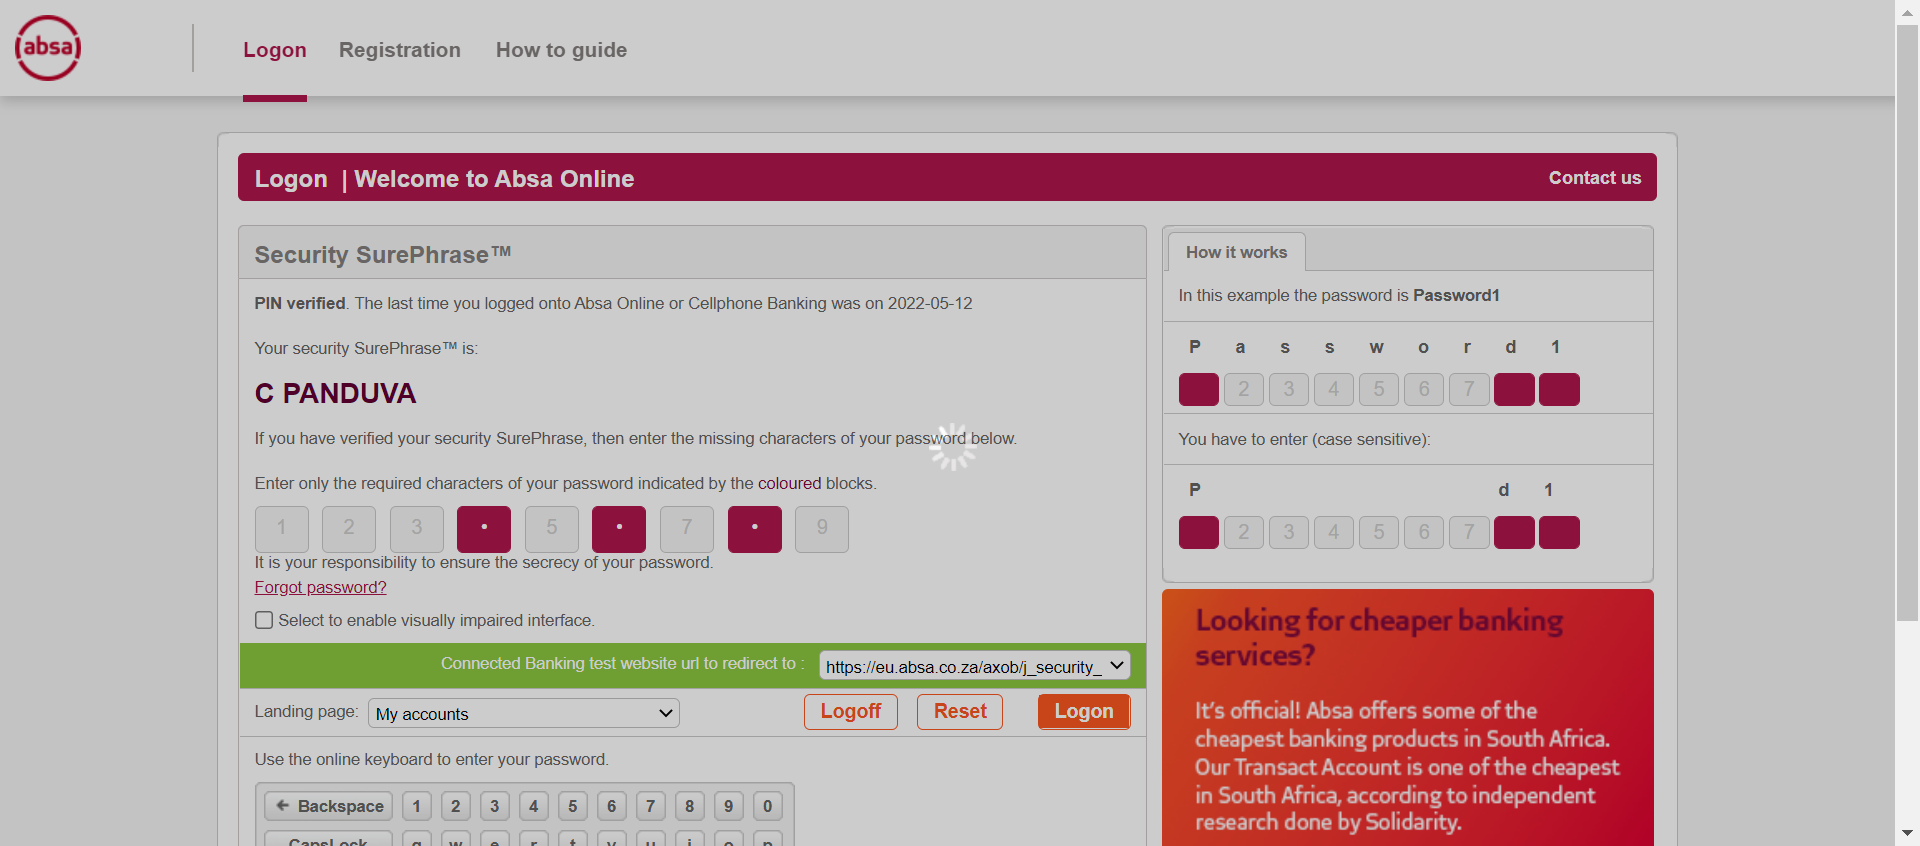 absa
Logon Registration How to guide
Logon | Welcome to Absa Online
Contact us
Security SurePhrase™
PIN verified. The last time you logged onto Absa Online or Cellphone Banking was on 2022-05-12
Your security SurePhrase™ is:
C PANDUVA
If you have verified your security SurePhrase, then enter the missing characters of your password below.
Enter only the required characters of your password indicated by the coloured blocks.
1 2 3 • 5 • 7 • 9
It is your responsibility to ensure the secrecy of your password.
Forgot password?
Select to enable visually impaired interface.
Connected Banking test website url to redirect to : https://eu.absa.co.za/axob/j_security_
Landing page: My accounts Logoff Reset Logon
Use the online keyboard to enter your password.
Backspace 1 2 3 4 5 6 7 8 9 0
CapsLock q w e r t y u i o p
How it works
In this example the password is Password1
P a s s w o r d 1
2 3 4 5 6 7
You have to enter (case sensitive):
P d 1
2 3 4 5 6 7
Looking for cheaper banking
services?
It's official! Absa offers some of the
cheapest banking products in South Africa.
Our Transact Account is one of the cheapest
in South Africa, according to independent
research done by Solidarity.